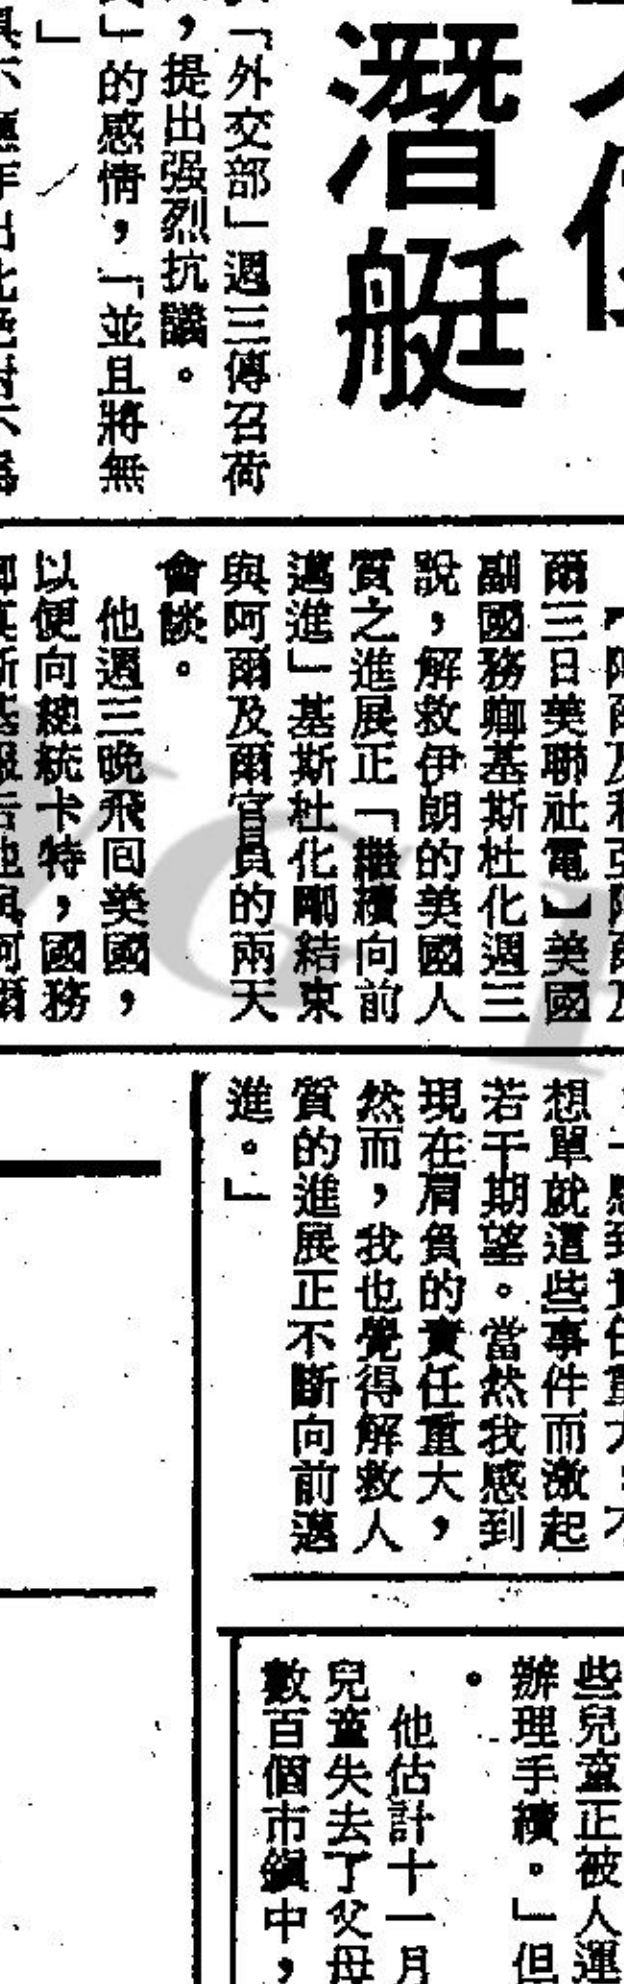 潛艇
「外交部」週三傳召荷
，提出强烈抗議。
」的感情，「並且將無
」
爾三日美聯社電】美國
副國務卿基斯杜化週三
說，解救伊朗的美國人
質之進展正「繼續向前
邁進」基斯杜化剛結束
與阿爾及爾官員的兩天
會談。
他週三晚飛回美國，
以便向總統卡特，國務
想單就這些事件而激起
若干期望。當然我感到
現在肩負的責任重大，
然而，我也覺得解救人
質的進展正不斷向前邁
進。」
些兒童正被人運
辦理手續。」但
。
他估計十一月
兒童失去了父母
數百個市鎭中，